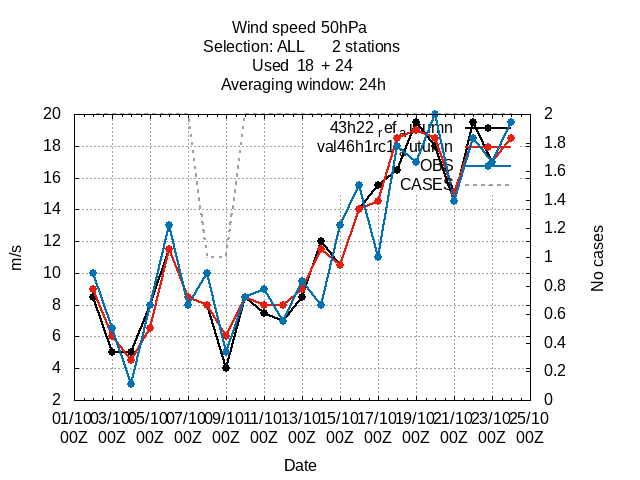 Wind speed 50hPa
Selection: ALL 2 stations
Used 18 + 24
Averaging window: 24h
43h22_ref_autumn
val46h1rc1_autumn
OBS
CASES
20
18
16
14
12
10
8
6
4
2
m/s
2
1.8
1.6
1.4
1.2
1
0.8
0.6
0.4
0.2
0
No cases
01/10 03/10 05/10 07/10 09/10 11/10 13/10 15/10 17/10 19/10 21/10 23/10 25/10
00Z 00Z 00Z 00Z 00Z 00Z 00Z 00Z 00Z 00Z 00Z 00Z 00Z
Date